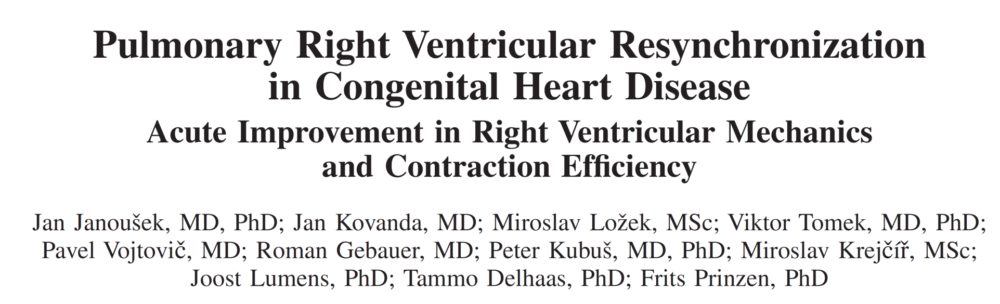 Pulmonary Right Ventricular Resynchronization
in Congenital Heart Disease
Acute Improvement in Right Ventricular Mechanics
and Contraction Efficiency
Jan Janoušek, MD, PhD; Jan Kovanda, MD; Miroslav Ložek, MSc; Viktor Tomek, MD, PhD;
Pavel Vojtovič, MD; Roman Gebauer, MD; Peter Kubuš, MD, PhD; Miroslav Krejčíř, MSc;
Joost Lumens, PhD; Tammo Delhaas, PhD; Frits Prinzen, PhD